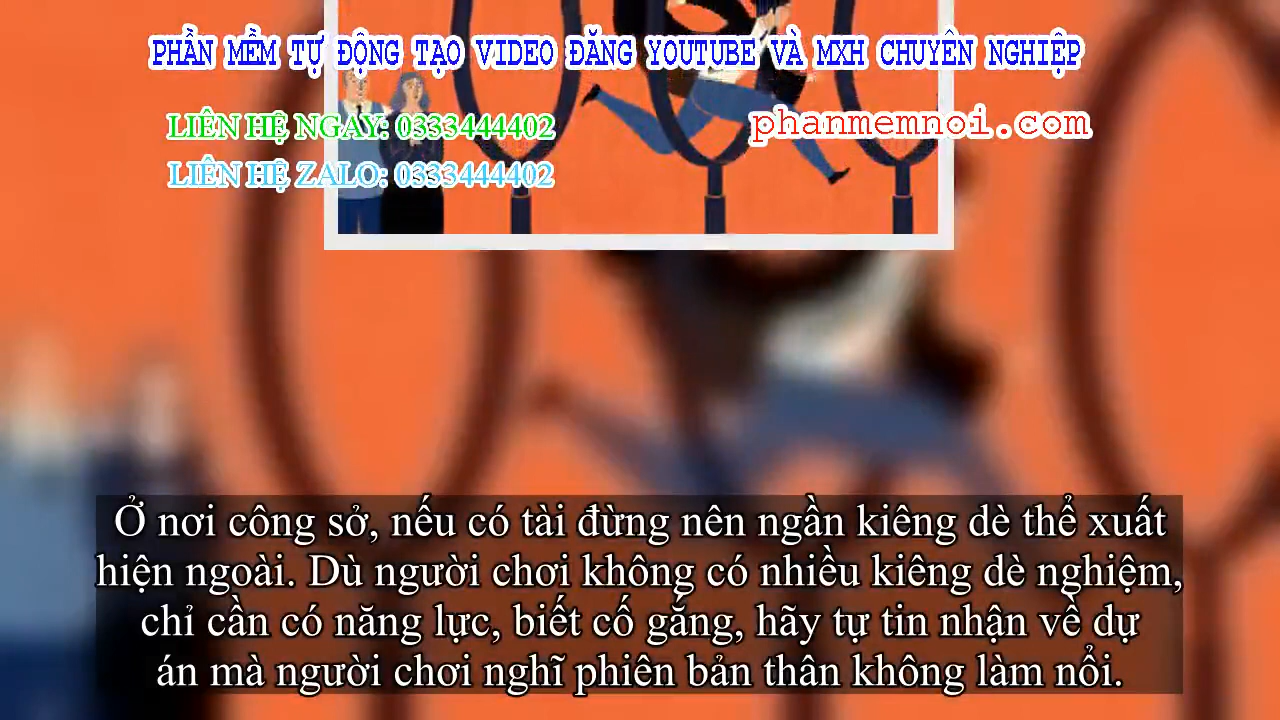 PHẦN MỀM TỰ ĐỘNG TẠO VIDEO ĐĂNG YOUTUBE VÀ MXH CHUYÊN NGHIỆP
LIÊN HỆ NGAY: 0333444402
phanmemnoi.com
LIÊN HỆ ZALO: 0333444402
Ở nơi công sở, nếu có tài đừng nên ngần kiêng dè thể xuất
hiện ngoài. Dù người chơi không có nhiều kiêng dè nghiệm,
chỉ cần có năng lực, biết cố gắng, hãy tự tin nhận về dự
án mà người chơi nghĩ phiên bản thân không làm nổi.